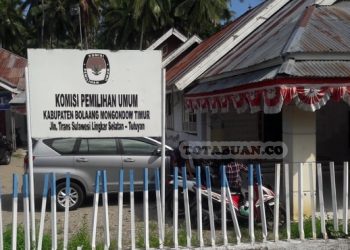 KOMISI PEMILIHAN UMUM
KABUPATEN BOLAANG MONGONDOW TIMUR
Jln. Trans Sulawesi Lingkar Selatan - Tutuyan
TOTABUAN.CO